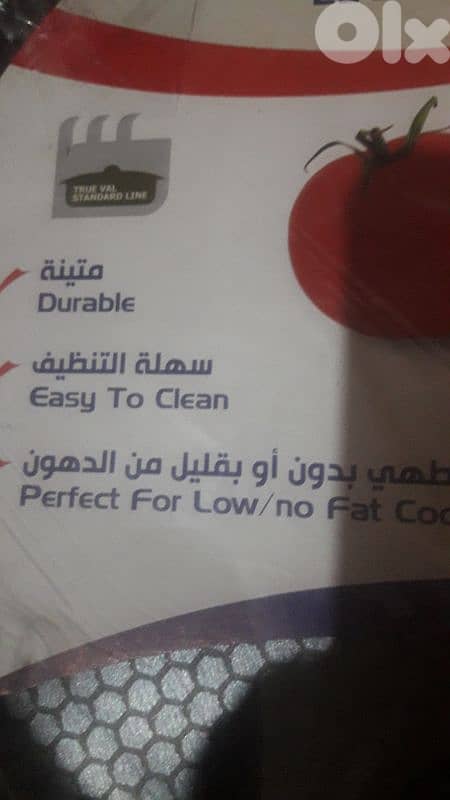 OLX
TRUE VAL
STANDARD LINE
متينة
Durable
سهلة التنظيف
Easy To Clean
بدون أو بقليل من الدهون
Perfect For Low/no Fat